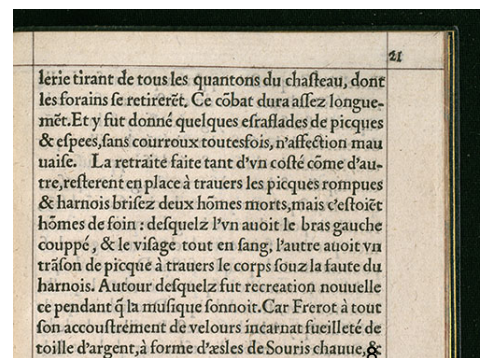 21
lerie tirant de tous les quantons du chaſteau, dont
les forains ſe retirerẽt. Ce cõbat dura aſſez longue-
mẽt. Et y fut donné quelques eſraflades de picques
& eſpees, ſans courroux toutesfois, n'affection mau
uaiſe. La retraite faite tant d'vn coſté cõme d'au-
tre, reſterent en place à trauers les picques rompues
& harnois briſez deux hõmes morts, mais c'eſtoiẽt
hõmes de foin : deſquelz l'vn auoit le bras gauche
couppé, & le viſage tout en ſang, l'autre auoit vn
trãſon de picque à trauers le corps ſouz la faute du
harnois. Autour deſquelz fut recreation nouuelle
ce pendant q̃ la muſique ſonnoit. Car Frerot à tout
ſon accouſtrement de velours incarnat fueilleté de
toille d'argent, à forme d'æsles de Souris chauue, &